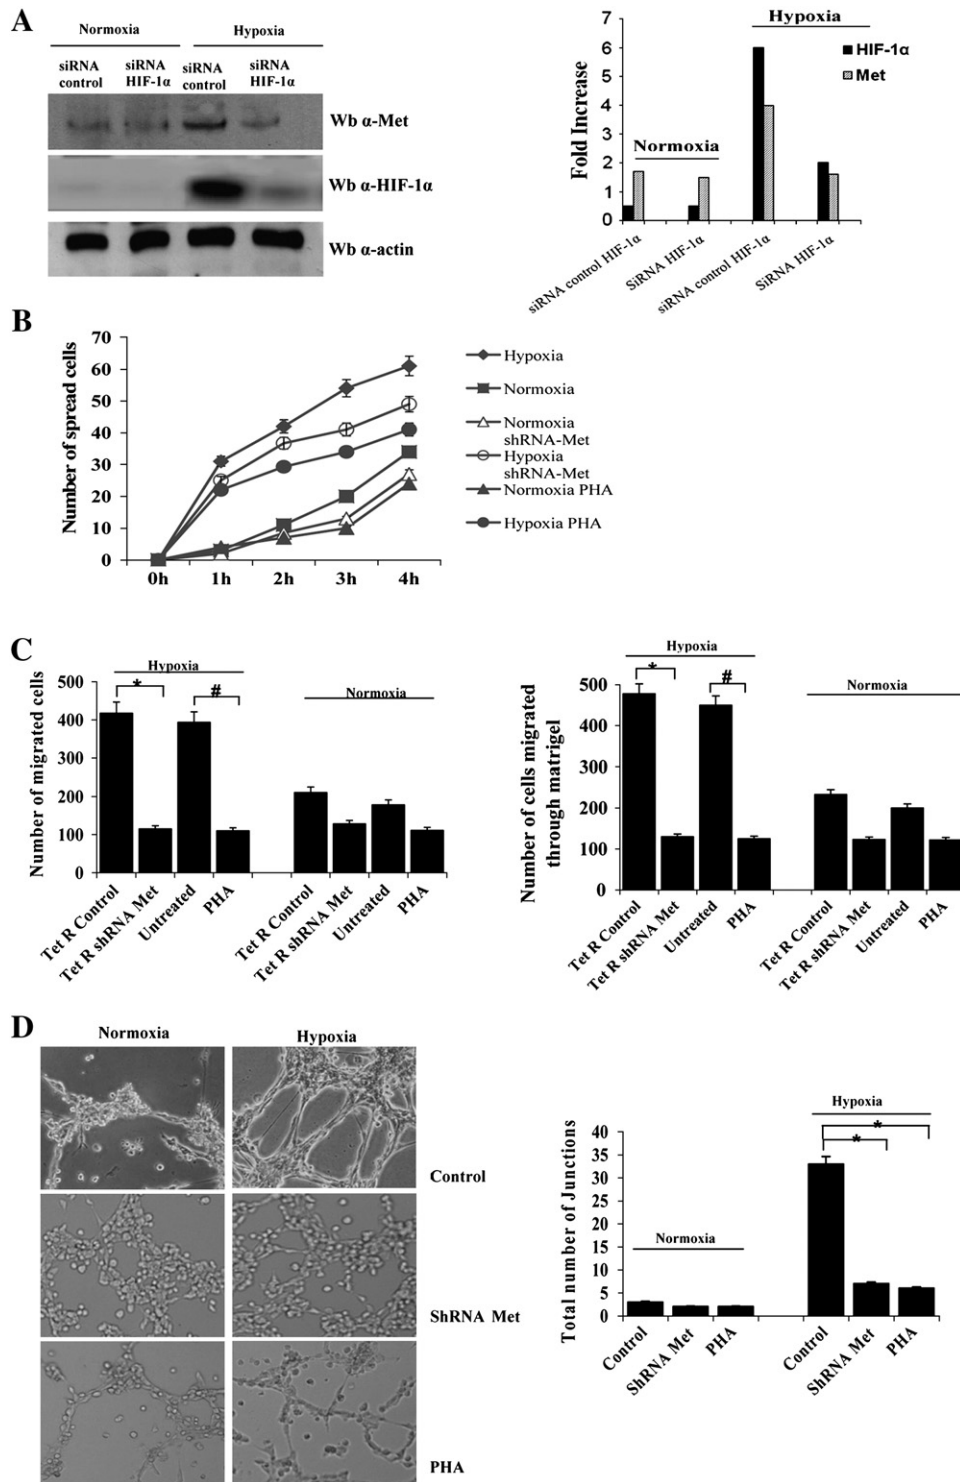 A
Normoxia Hypoxia
siRNA control siRNA HIF-1α siRNA control siRNA HIF-1α
Wb α-Met
Wb α-HIF-1α
Wb α-actin
Hypoxia
HIF-1α
Met
Normoxia
Fold Increase
7
6
5
4
3
2
1
0
siRNA control HIF-1α
SiRNA HIF-1α
siRNA control HIF-1α
SiRNA HIF-1α
B
Number of spread cells
70
60
50
40
30
20
10
0
0h 1h 2h 3h 4h
Hypoxia
Normoxia
Normoxia
shRNA-Met
Hypoxia
shRNA-Met
Normoxia PHA
Hypoxia PHA
C
Hypoxia
* #
Normoxia
Number of migrated cells
500
400
300
200
100
0
Tet R Control
Tet R shRNA Met
Untreated
PHA
Tet R Control
Tet R shRNA Met
Untreated
PHA
Hypoxia
* #
Normoxia
Number of cells migrated
through matrigel
500
400
300
200
100
0
Tet R Control
Tet R shRNA Met
Untreated
PHA
Tet R Control
Tet R shRNA Met
Untreated
PHA
D
Normoxia Hypoxia
Control
ShRNA Met
PHA
Hypoxia
*
*
Normoxia
Total number of Junctions
40
35
30
25
20
15
10
5
0
Control
ShRNA Met
PHA
Control
ShRNA Met
PHA